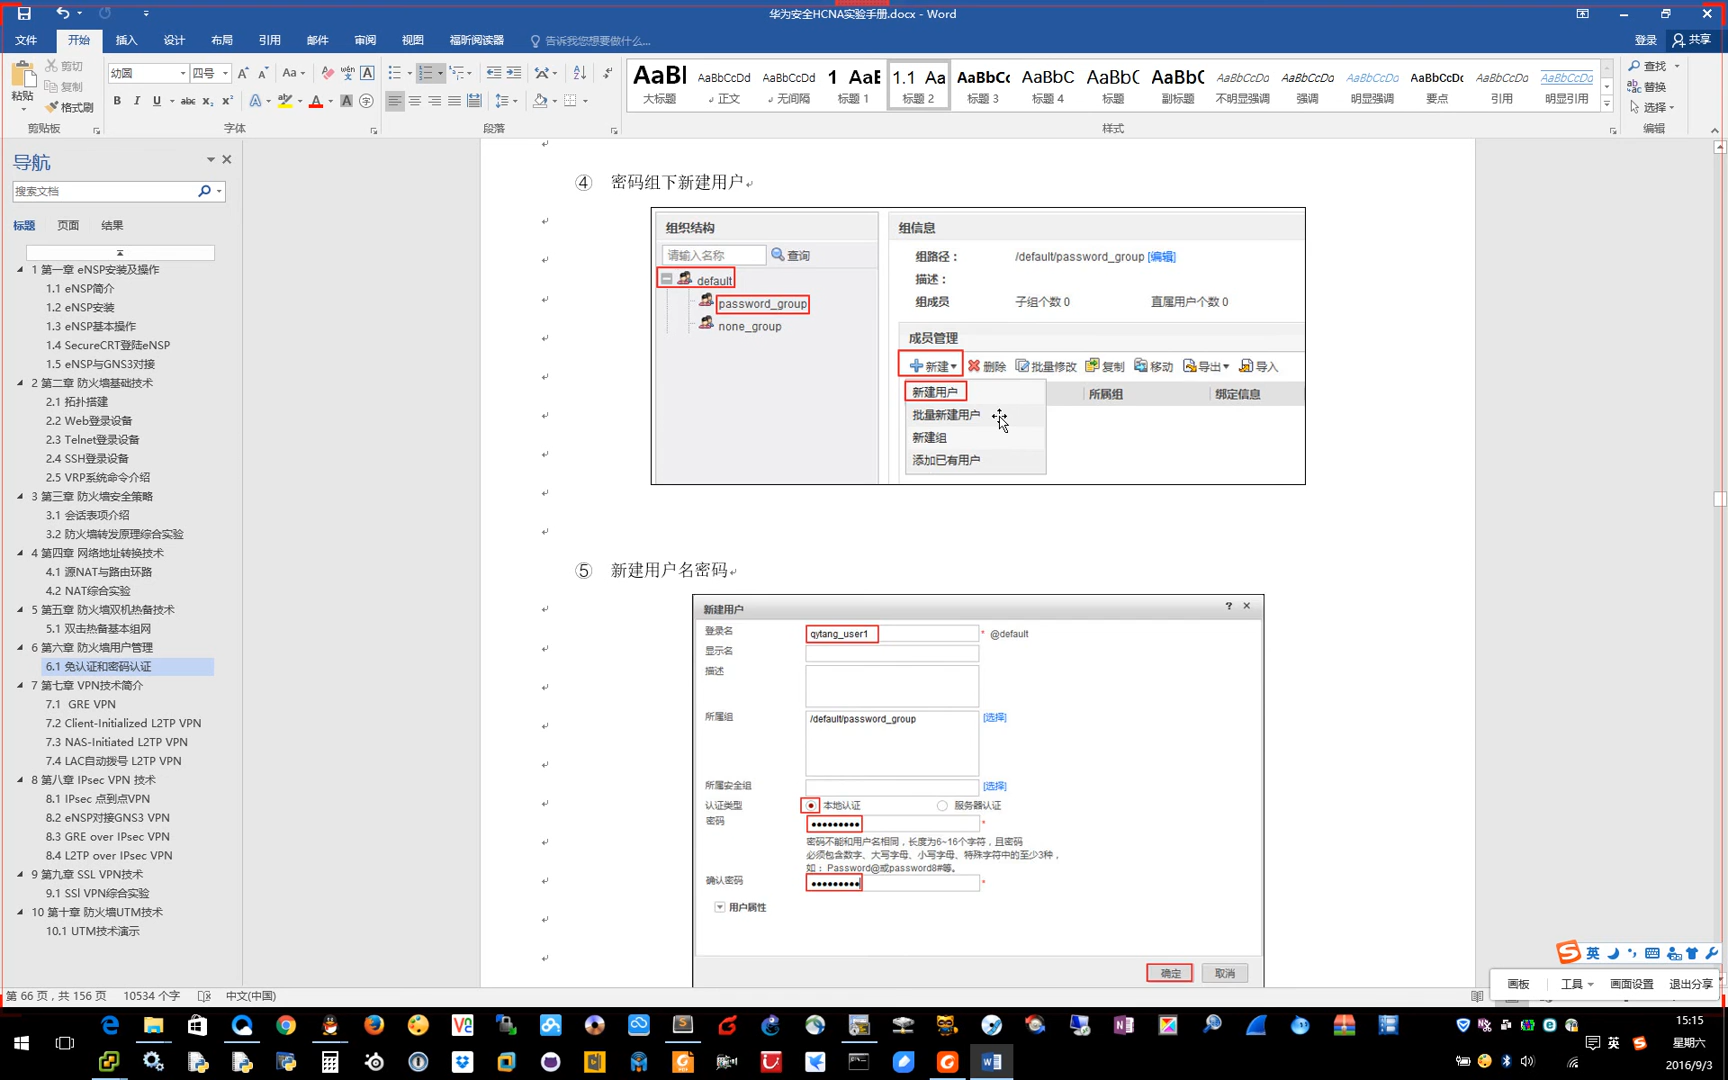 华为安全HCNA实验手册.docx - Word
文件 开始 插入 设计 布局 引用 邮件 审阅 视图 福昕阅读器 告诉我您想要做什么... 登录 共享
粘贴 剪切 复制 格式刷 剪贴板
幼圆 四号 字体
段落
AaBl AaBbCcDd AaBbCcDd 1 AaE 1.1 Aa AaBbCc AaBbC AaBbC AaBbC AaBbCcDd AaBbCcDd AaBbCcDd AaBbCcDc AaBbCcDd AaBbCcDd
大标题 正文 无间隔 标题 1 标题 2 标题 3 标题 4 标题 副标题 不明显强调 强调 明显强调 要点 引用 明显引用
样式
查找 替换 选择 编辑
导航
搜索文档
标题 页面 结果
1 第一章 eNSP安装及操作
1.1 eNSP简介
1.2 eNSP安装
1.3 eNSP基本操作
1.4 SecureCRT登陆eNSP
1.5 eNSP与GNS3对接
2 第二章 防火墙基础技术
2.1 拓扑搭建
2.2 Web登录设备
2.3 Telnet登录设备
2.4 SSH登录设备
2.5 VRP系统命令介绍
3 第三章 防火墙安全策略
3.1 会话表项介绍
3.2 防火墙转发原理综合实验
4 第四章 网络地址转换技术
4.1 源NAT与路由环路
4.2 NAT综合实验
5 第五章 防火墙双机热备技术
5.1 双击热备基本组网
6 第六章 防火墙用户管理
6.1 免认证和密码认证
7 第七章 VPN技术简介
7.1 GRE VPN
7.2 Client-Initialized L2TP VPN
7.3 NAS-Initiated L2TP VPN
7.4 LAC自动拨号 L2TP VPN
8 第八章 IPsec VPN 技术
8.1 IPsec 点到点VPN
8.2 eNSP对接GNS3 VPN
8.3 GRE over IPsec VPN
8.4 L2TP over IPsec VPN
9 第九章 SSL VPN技术
9.1 SSl VPN综合实验
10 第十章 防火墙UTM技术
10.1 UTM技术演示
④ 密码组下新建用户
组织结构
请输入名称 查询
default
password_group
none_group
组信息
组路径： /default/password_group [编辑]
描述：
组成员 子组个数 0 直属用户个数 0
成员管理
新建 删除 批量修改 复制 移动 导出 导入
新建用户 所属组 绑定信息
批量新建用户
新建组
添加已有用户
⑤ 新建用户名密码
新建用户 ?
登录名 qytang_user1 * @default
显示名
描述
所属组 /default/password_group [选择]
所属安全组 [选择]
认证类型 本地认证 服务器认证
密码 ●●●●●●●●● *
密码不能和用户名相同，长度为6~16个字符，且密码
必须包含数字、大写字母、小写字母、特殊字符中的至少3种，
如： Password@或password8#等。
确认密码 ●●●●●●●●● *
用户属性
确定 取消
英
画板 工具 画面设置 退出分享
第 66 页，共 156 页 10534 个字 中文(中国)
15:15
英 星期六
2016/9/3